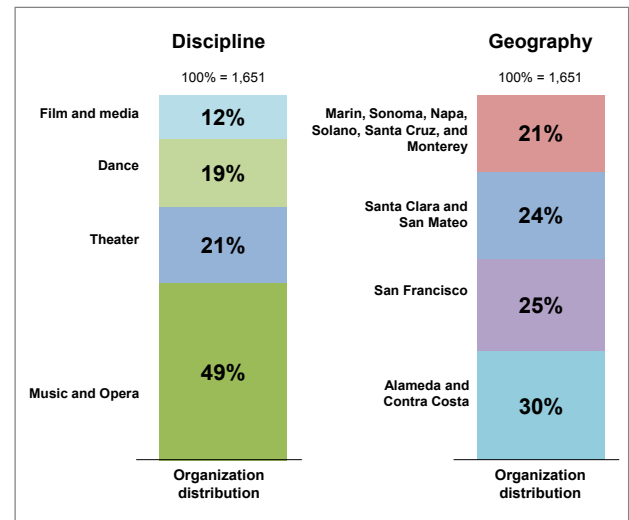 Discipline
100% = 1,651
Film and media
12%
Dance
19%
Theater
21%
Music and Opera
49%
Organization
distribution
Geography
100% = 1,651
Marin, Sonoma, Napa,
Solano, Santa Cruz, and
Monterey
21%
Santa Clara and
San Mateo
24%
San Francisco
25%
Alameda and
Contra Costa
30%
Organization
distribution